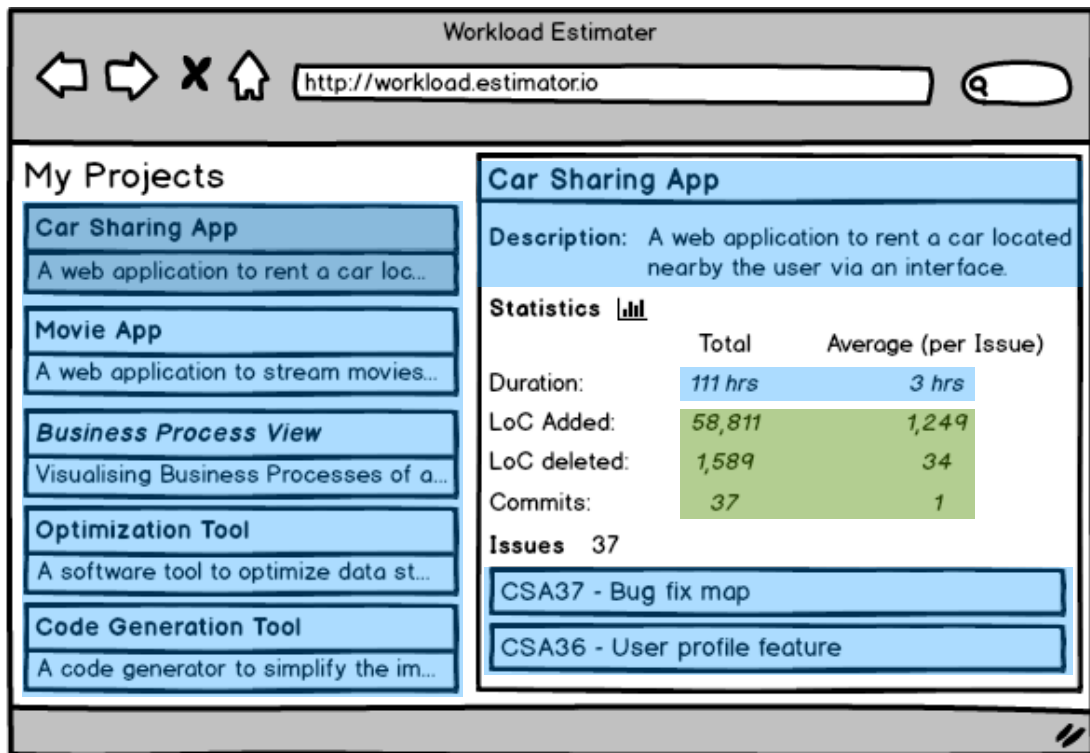 Workload Estimater
http://workload.estimator.io
My Projects
Car Sharing App
A web application to rent a car loc...
Movie App
A web application to stream movies...
Business Process View
Visualising Business Processes of a...
Optimization Tool
A software tool to optimize data st...
Code Generation Tool
A code generator to simplify the im...
Car Sharing App
Description: A web application to rent a car located
nearby the user via an interface.
Statistics
Total Average (per Issue)
Duration: 111 hrs 3 hrs
LoC Added: 58,811 1,249
LoC deleted: 1,589 34
Commits: 37 1
Issues 37
CSA37 - Bug fix map
CSA36 - User profile feature